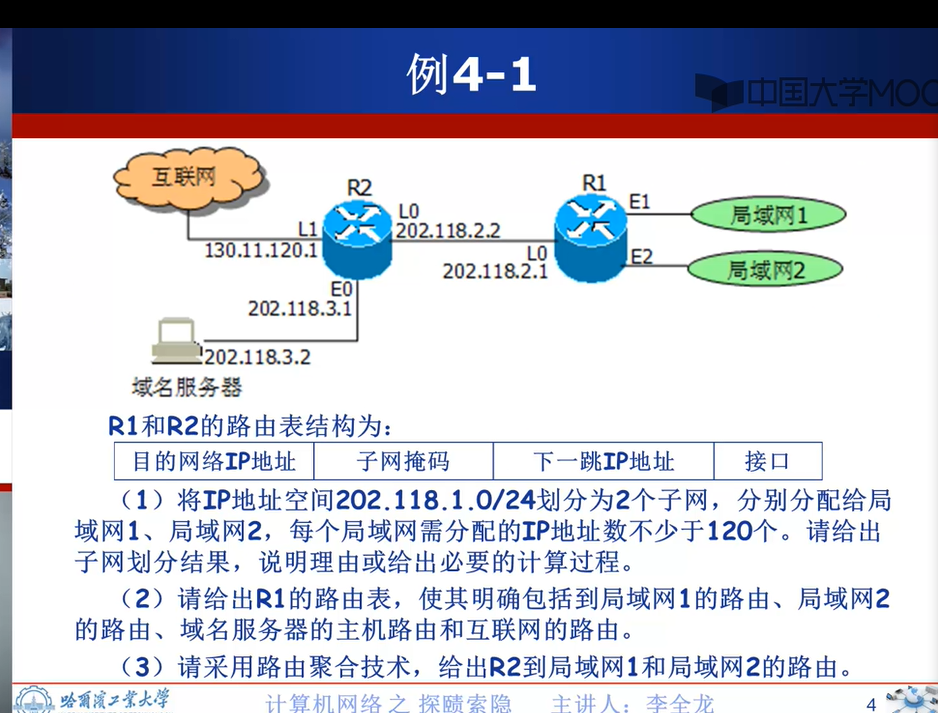 例4-1
中国大学MOO
互联网
R2
R1
L0
E1
局域网1
L1
202.118.2.2
130.11.120.1
L0
E2
局域网2
202.118.2.1
E0
202.118.3.1
202.118.3.2
域名服务器
R1和R2的路由表结构为：
目的网络IP地址 子网掩码 下一跳IP地址 接口
（1）将IP地址空间202.118.1.0/24划分为2个子网，分别分配给局
域网1、局域网2，每个局域网需分配的IP地址数不少于120个。请给出
子网划分结果，说明理由或给出必要的计算过程。
（2）请给出R1的路由表，使其明确包括到局域网1的路由、局域网2
的路由、域名服务器的主机路由和互联网的路由。
（3）请采用路由聚合技术，给出R2到局域网1和局域网2的路由。
哈尔滨工业大学 计算机网络之 探赜索隐 主讲人：李全龙 4